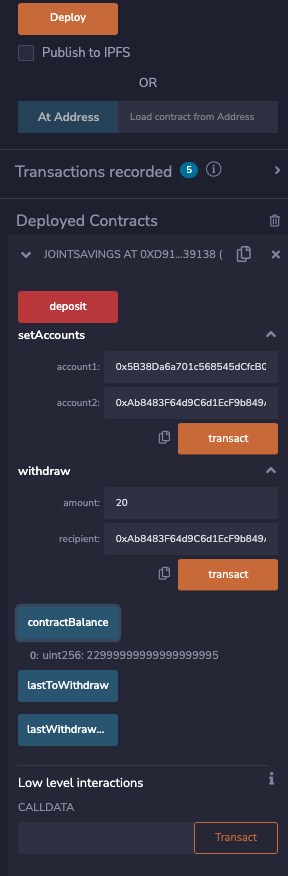 Deploy
Publish to IPFS
OR
At Address Load contract from Address
Transactions recorded 5 i
Deployed Contracts
JOINTSAVINGS AT 0XD91...39138 (
deposit
setAccounts
account1: 0x5B38Da6a701c568545dCfcB0
account2: 0xAb8483F64d9C6d1EcF9b849
transact
withdraw
amount: 20
recipient: 0xAb8483F64d9C6d1EcF9b849
transact
contractBalance
0: uint256: 22999999999999999995
lastToWithdraw
lastWithdraw...
Low level interactions i
CALLDATA
Transact